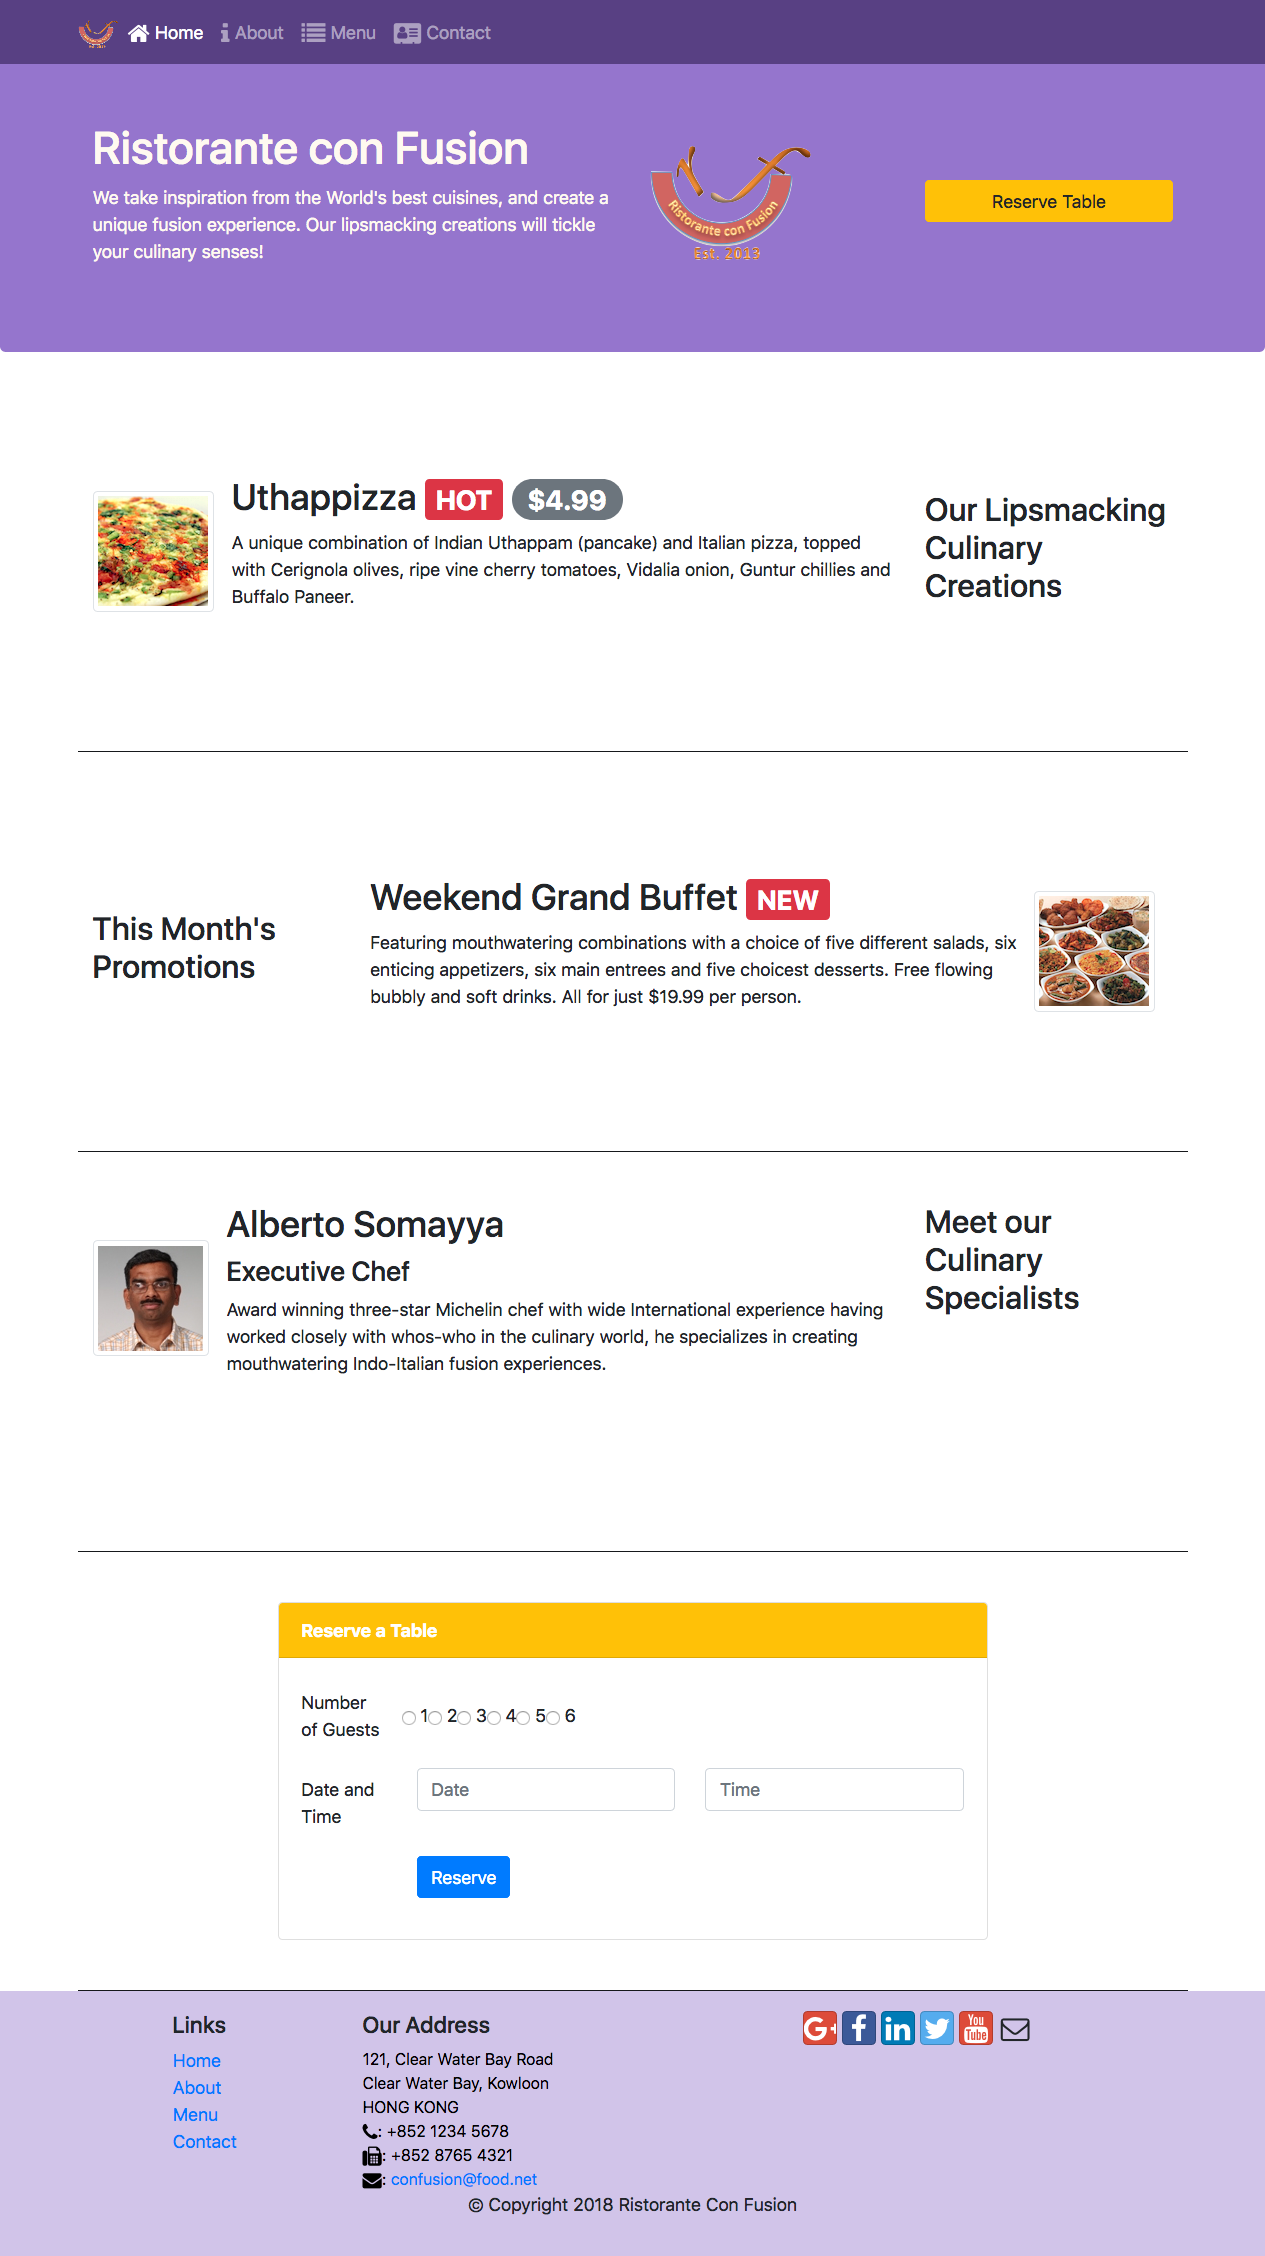 Home About Menu Contact
Ristorante con Fusion
We take inspiration from the World's best cuisines, and create a
unique fusion experience. Our lipsmacking creations will tickle
your culinary senses!
Ristorante con Fusion
Est. 2013
Reserve Table
Uthappizza HOT $4.99
A unique combination of Indian Uthappam (pancake) and Italian pizza, topped
with Cerignola olives, ripe vine cherry tomatoes, Vidalia onion, Guntur chillies and
Buffalo Paneer.
Our Lipsmacking
Culinary
Creations
This Month's
Promotions
Weekend Grand Buffet NEW
Featuring mouthwatering combinations with a choice of five different salads, six
enticing appetizers, six main entrees and five choicest desserts. Free flowing
bubbly and soft drinks. All for just $19.99 per person.
Alberto Somayya
Executive Chef
Award winning three-star Michelin chef with wide International experience having
worked closely with whos-who in the culinary world, he specializes in creating
mouthwatering Indo-Italian fusion experiences.
Meet our
Culinary
Specialists
Reserve a Table
Number
of Guests
1 2 3 4 5 6
Date and
Time
Date
Time
Reserve
Links
Home
About
Menu
Contact
Our Address
121, Clear Water Bay Road
Clear Water Bay, Kowloon
HONG KONG
: +852 1234 5678
: +852 8765 4321
: confusion@food.net
G+ f in You Tube
© Copyright 2018 Ristorante Con Fusion